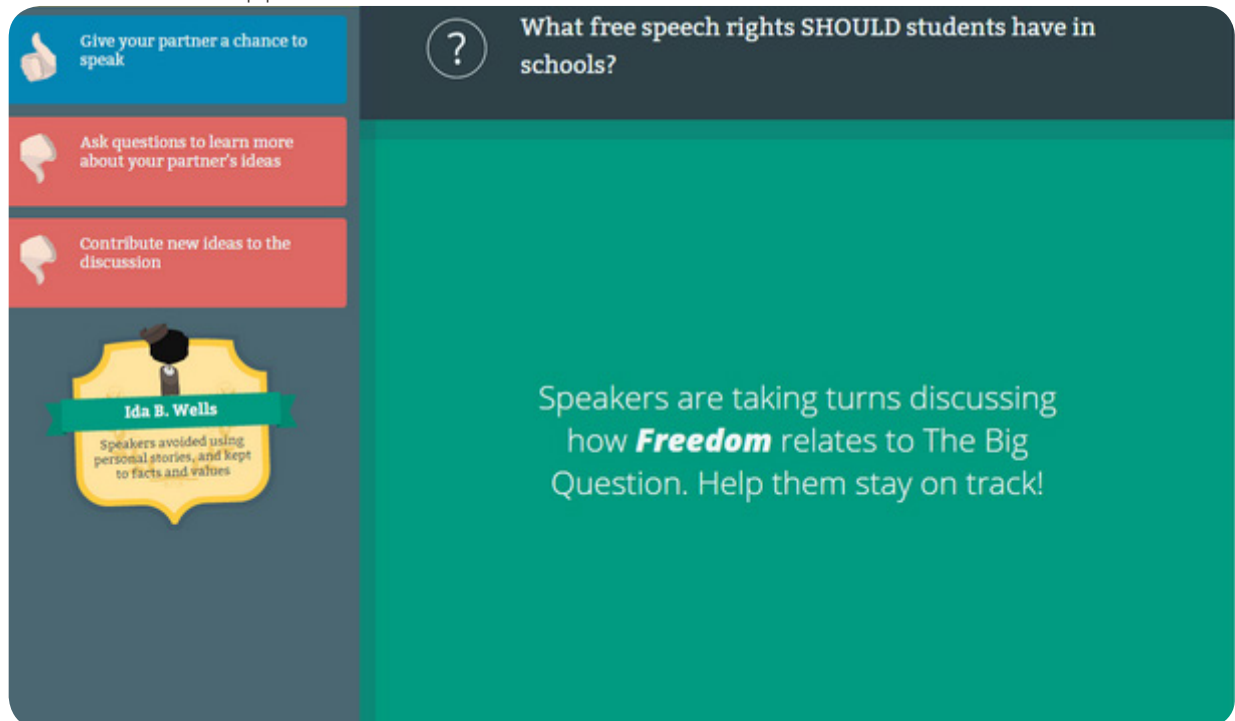 Give your partner a chance to
speak
Ask questions to learn more
about your partner's ideas
Contribute new ideas to the
discussion
Ida B. Wells
Speakers avoided using
personal stories, and kept
to facts and values
?
What free speech rights SHOULD students have in
schools?
Speakers are taking turns discussing
how Freedom relates to The Big
Question. Help them stay on track!